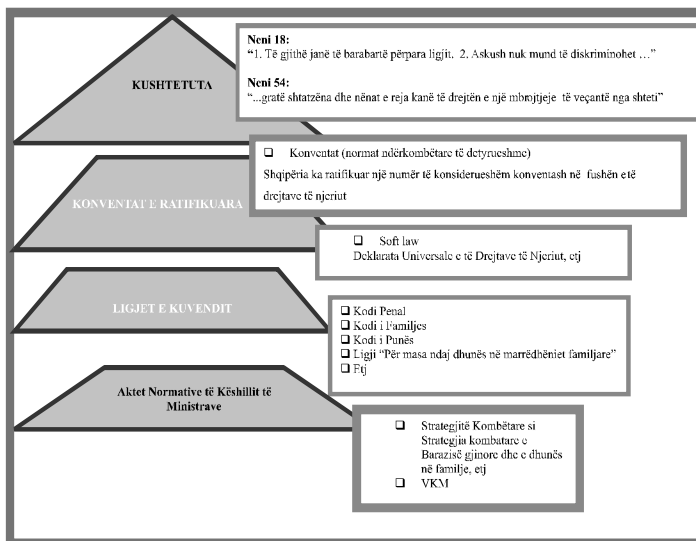 KUSHTETUTA
Neni 18:
“1. Të gjithë janë të barabartë përpara ligjit. 2. Askush nuk mund të diskriminohet …”
Neni 54:
“...gratë shtatzëna dhe nënat e reja kanë të drejtën e një mbrojtjeje të veçantë nga shteti”
KONVENTAT E RATIFIKUARA
❑ Konventat (normat ndërkombëtare të detyrueshme)
Shqipëria ka ratifikuar një numër të konsiderueshëm konventash në fushën e të
drejtave të njeriut
❑ Soft law
Deklarata Universale e të Drejtave të Njeriut, etj
LIGJET E KUVENDIT
❑ Kodi Penal
❑ Kodi i Familjes
❑ Kodi i Punës
❑ Ligji “Për masa ndaj dhunës në marrëdhëniet familjare”
❑ Etj
Aktet Normative të Këshillit të
Ministrave
❑ Strategjitë Kombëtare si
Strategjia kombatare e
Barazisë gjinore dhe e dhunës
në familje, etj
❑ VKM